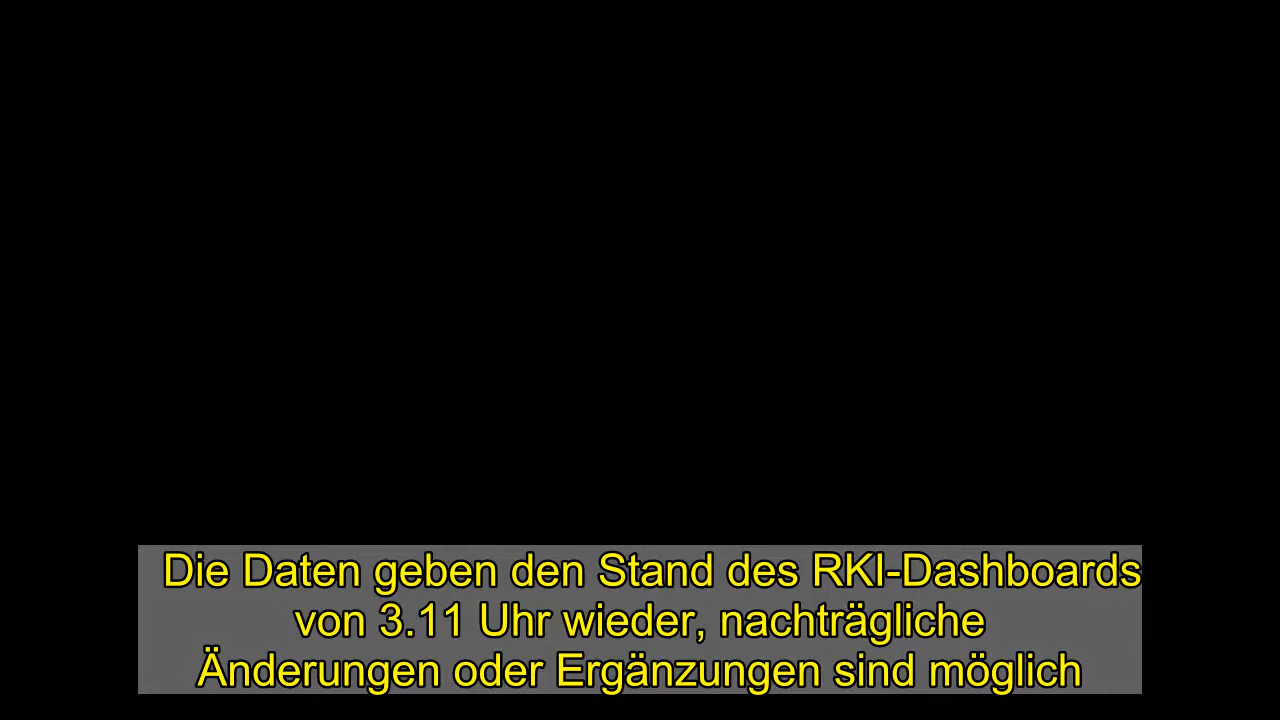 Die Daten geben den Stand des RKI-Dashboards
von 3.11 Uhr wieder, nachträgliche
Änderungen oder Ergänzungen sind möglich